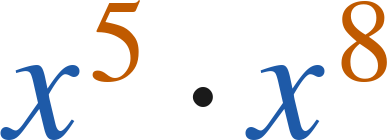 x⁵ · x⁸